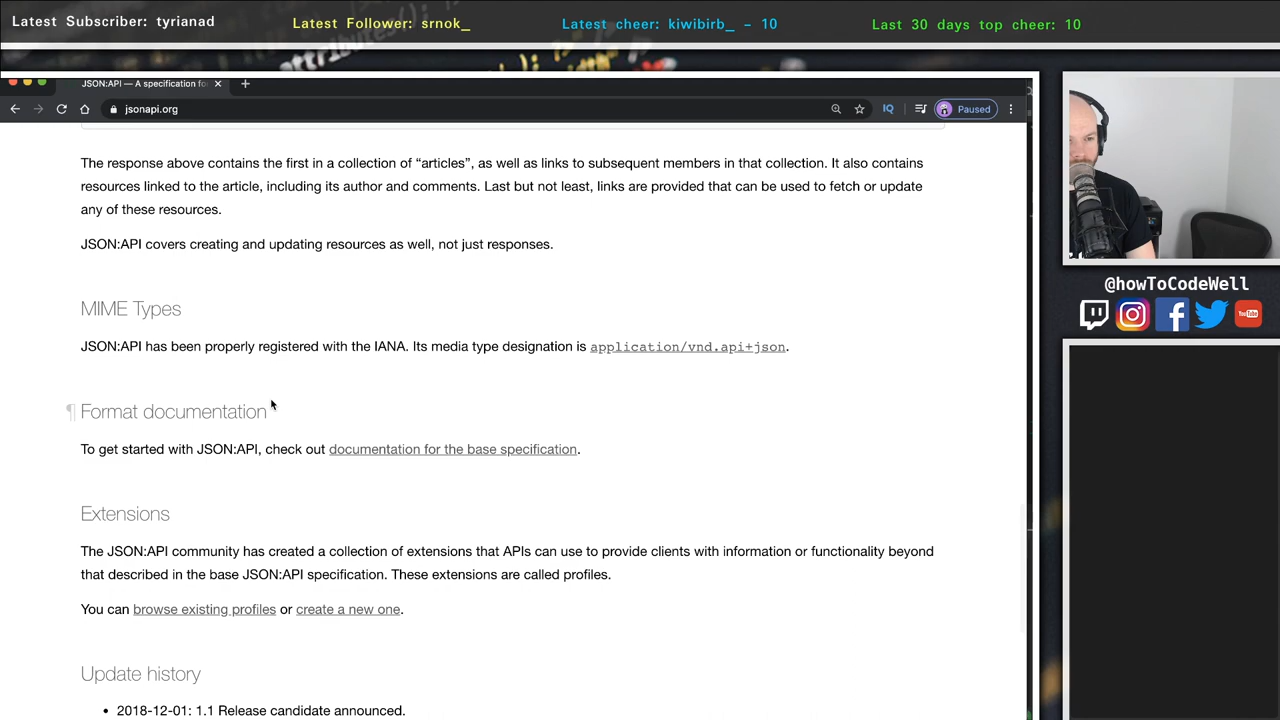 Latest Subscriber: tyrianad
Latest Follower: srnok_
Latest cheer: kiwibirb_ - 10
Last 30 days top cheer: 10
attributes():
JSON:API — A specification fo
jsonapi.org
IQ
Paused
The response above contains the first in a collection of “articles”, as well as links to subsequent members in that collection. It also contains
resources linked to the article, including its author and comments. Last but not least, links are provided that can be used to fetch or update
any of these resources.
JSON:API covers creating and updating resources as well, not just responses.
MIME Types
JSON:API has been properly registered with the IANA. Its media type designation is application/vnd.api+json.
¶ Format documentation
To get started with JSON:API, check out documentation for the base specification.
Extensions
The JSON:API community has created a collection of extensions that APIs can use to provide clients with information or functionality beyond
that described in the base JSON:API specification. These extensions are called profiles.
You can browse existing profiles or create a new one.
Update history
• 2018-12-01: 1.1 Release candidate announced.
@howToCodeWell
You Tube